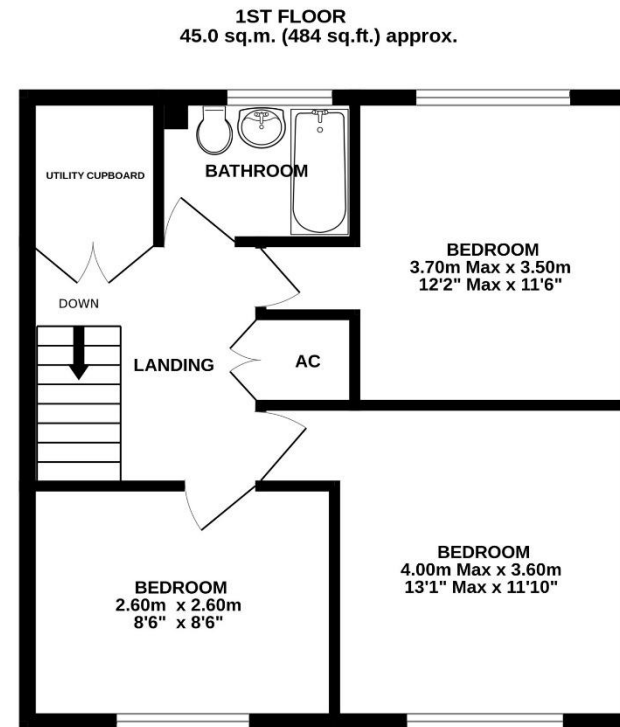 1ST FLOOR
45.0 sq.m. (484 sq.ft.) approx.
UTILITY CUPBOARD
BATHROOM
BEDROOM
3.70m Max x 3.50m
12'2" Max x 11'6"
DOWN
LANDING
AC
BEDROOM
4.00m Max x 3.60m
13'1" Max x 11'10"
BEDROOM
2.60m x 2.60m
8'6" x 8'6"